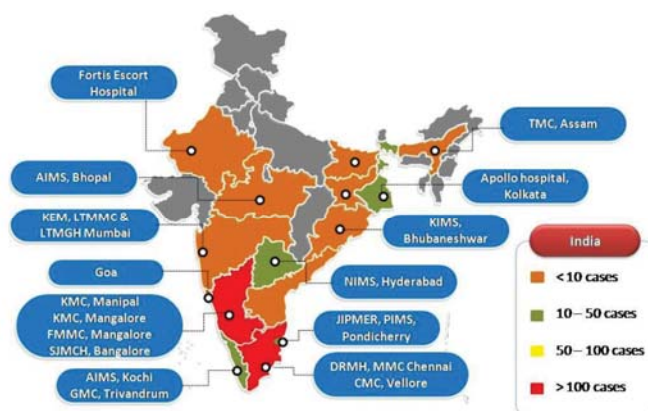 Fortis Escort
Hospital
TMC, Assam
AIMS, Bhopal
Apollo hospital,
Kolkata
KEM, LTMMC &
LTMGH Mumbai
KIMS,
Bhubaneshwar
India
Goa
NIMS, Hyderabad
<10 cases
KMC, Manipal
KMC, Mangalore
FMMC, Mangalore
SJMCH, Bangalore
JIPMER, PIMS,
Pondicherry
10 – 50 cases
50 – 100 cases
AIMS, Kochi
GMC, Trivandrum
DRMH, MMC Chennai
CMC, Vellore
>100 cases